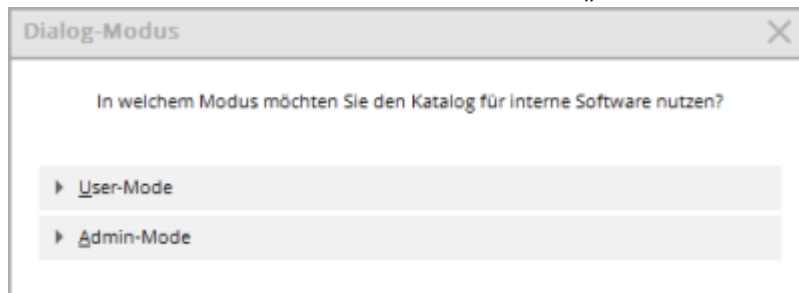 Dialog-Modus
In welchem Modus möchten Sie den Katalog für interne Software nutzen?
User-Mode
Admin-Mode